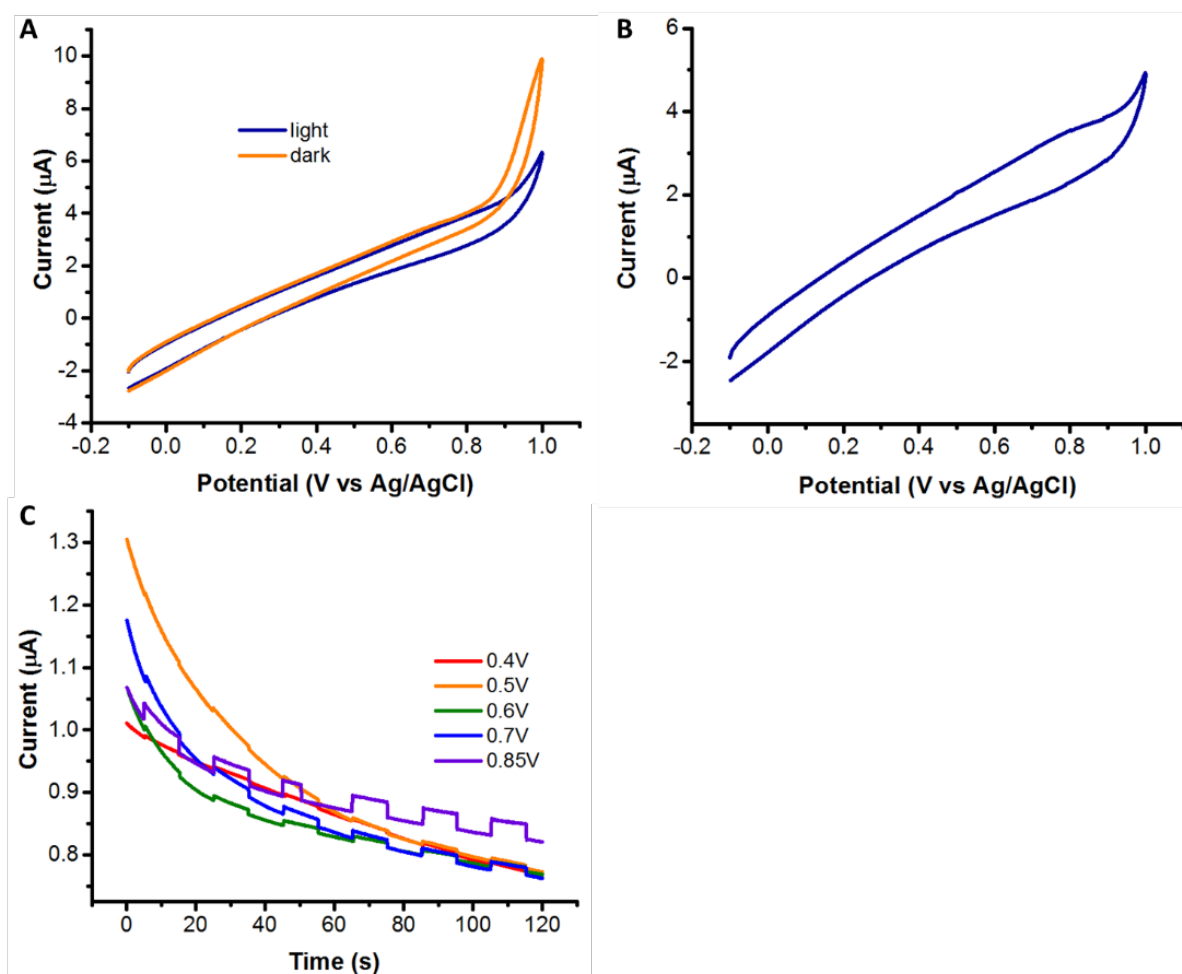 A
10
8
6
4
2
0
-2
-4
Current (μA)
light
dark
-0.2 0.0 0.2 0.4 0.6 0.8 1.0
Potential (V vs Ag/AgCl)
B
6
4
2
0
-2
Current (μA)
-0.2 0.0 0.2 0.4 0.6 0.8 1.0
Potential (V vs Ag/AgCl)
C
1.3
1.2
1.1
1.0
0.9
0.8
Current (μA)
0.4V
0.5V
0.6V
0.7V
0.85V
0 20 40 60 80 100 120
Time (s)